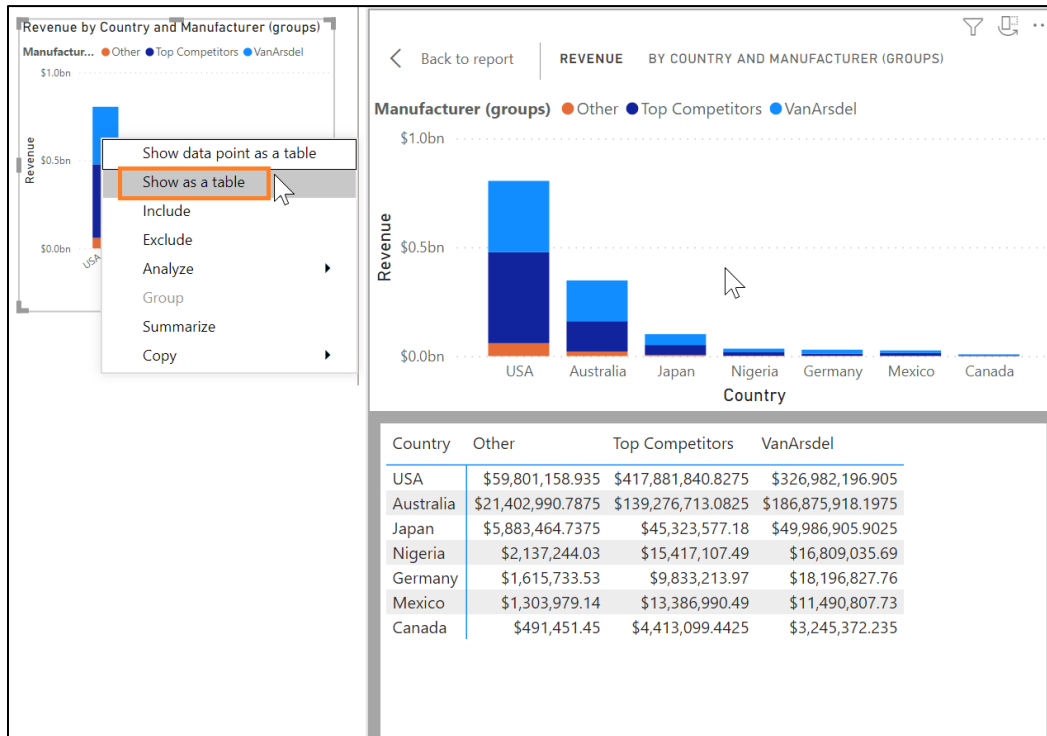 Revenue by Country and Manufacturer (groups)
Manufactur... Other Top Competitors VanArsdel
$1.0bn
$0.5bn
$0.0bn
Revenue
USA
Show data point as a table
Show as a table
Include
Exclude
Analyze
Group
Summarize
Copy
Back to report REVENUE BY COUNTRY AND MANUFACTURER (GROUPS)
Manufacturer (groups) Other Top Competitors VanArsdel
$1.0bn
$0.5bn
$0.0bn
Revenue
USA Australia Japan Nigeria Germany Mexico Canada
Country
Country Other Top Competitors VanArsdel
USA $59,801,158.935 $417,881,840.8275 $326,982,196.905
Australia $21,402,990.7875 $139,276,713.0825 $186,875,918.1975
Japan $5,883,464.7375 $45,323,577.18 $49,986,905.9025
Nigeria $2,137,244.03 $15,417,107.49 $16,809,035.69
Germany $1,615,733.53 $9,833,213.97 $18,196,827.76
Mexico $1,303,979.14 $13,386,990.49 $11,490,807.73
Canada $491,451.45 $4,413,099.4425 $3,245,372.235